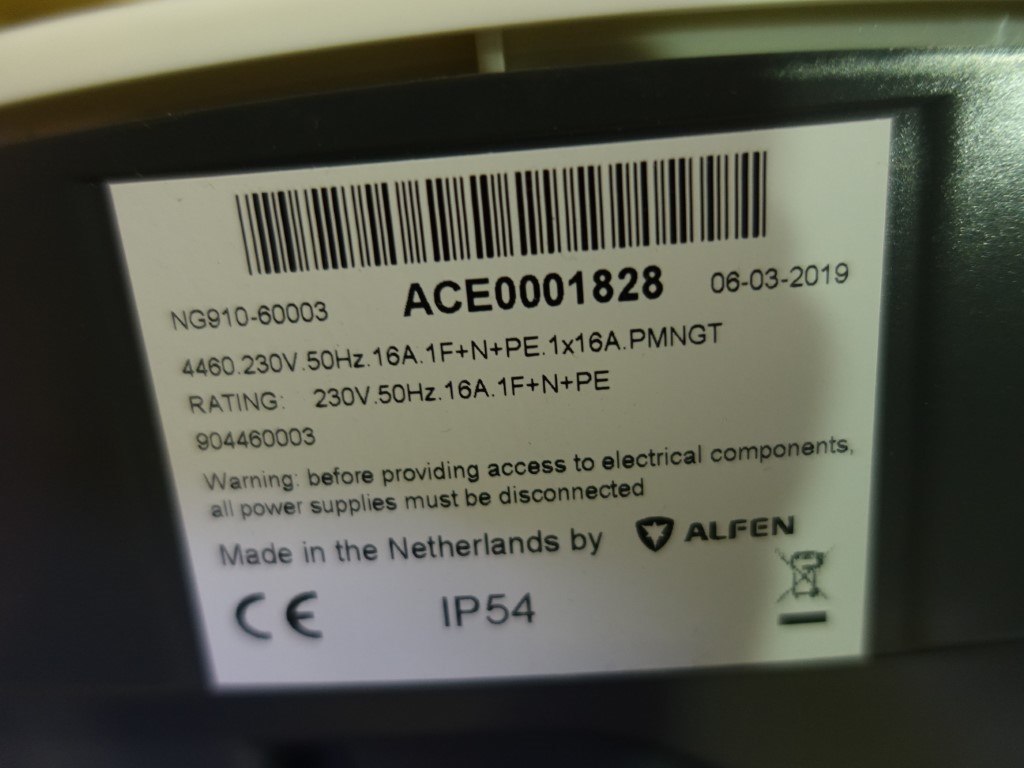 NG910-60003 ACE0001828 06-03-2019
4460.230V.50Hz.16A.1F+N+PE.1x16A.PMNGT
RATING: 230V.50Hz.16A.1F+N+PE
904460003
Warning: before providing access to electrical components,
all power supplies must be disconnected
Made in the Netherlands by ALFEN
CE IP54